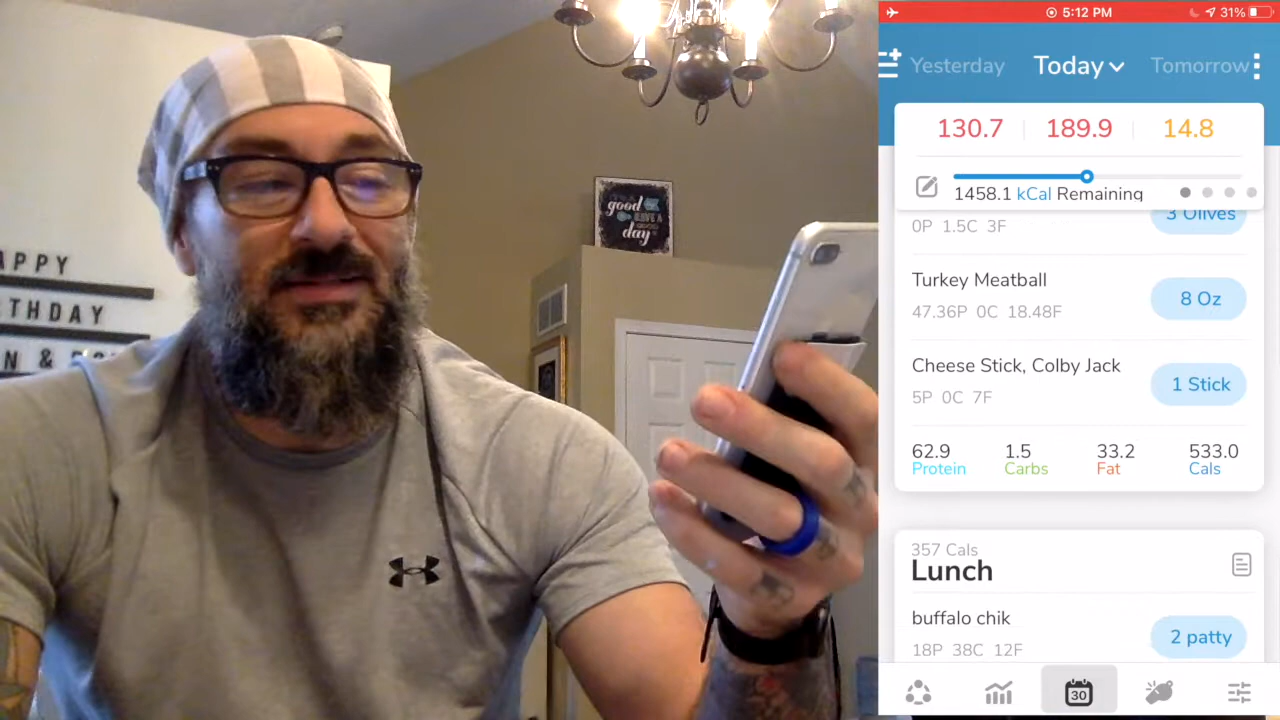 APPY
THDAY
N &
good
HAVE A
day
5:12 PM
31%
Yesterday Today Tomorrow
130.7 189.9 14.8
1458.1 kCal Remaining
3 Olives
0P 1.5C 3F
Turkey Meatball
8 Oz
47.36P 0C 18.48F
Cheese Stick, Colby Jack
1 Stick
5P 0C 7F
62.9 1.5 33.2 533.0
Protein Carbs Fat Cals
357 Cals
Lunch
buffalo chik
2 patty
18P 38C 12F
30